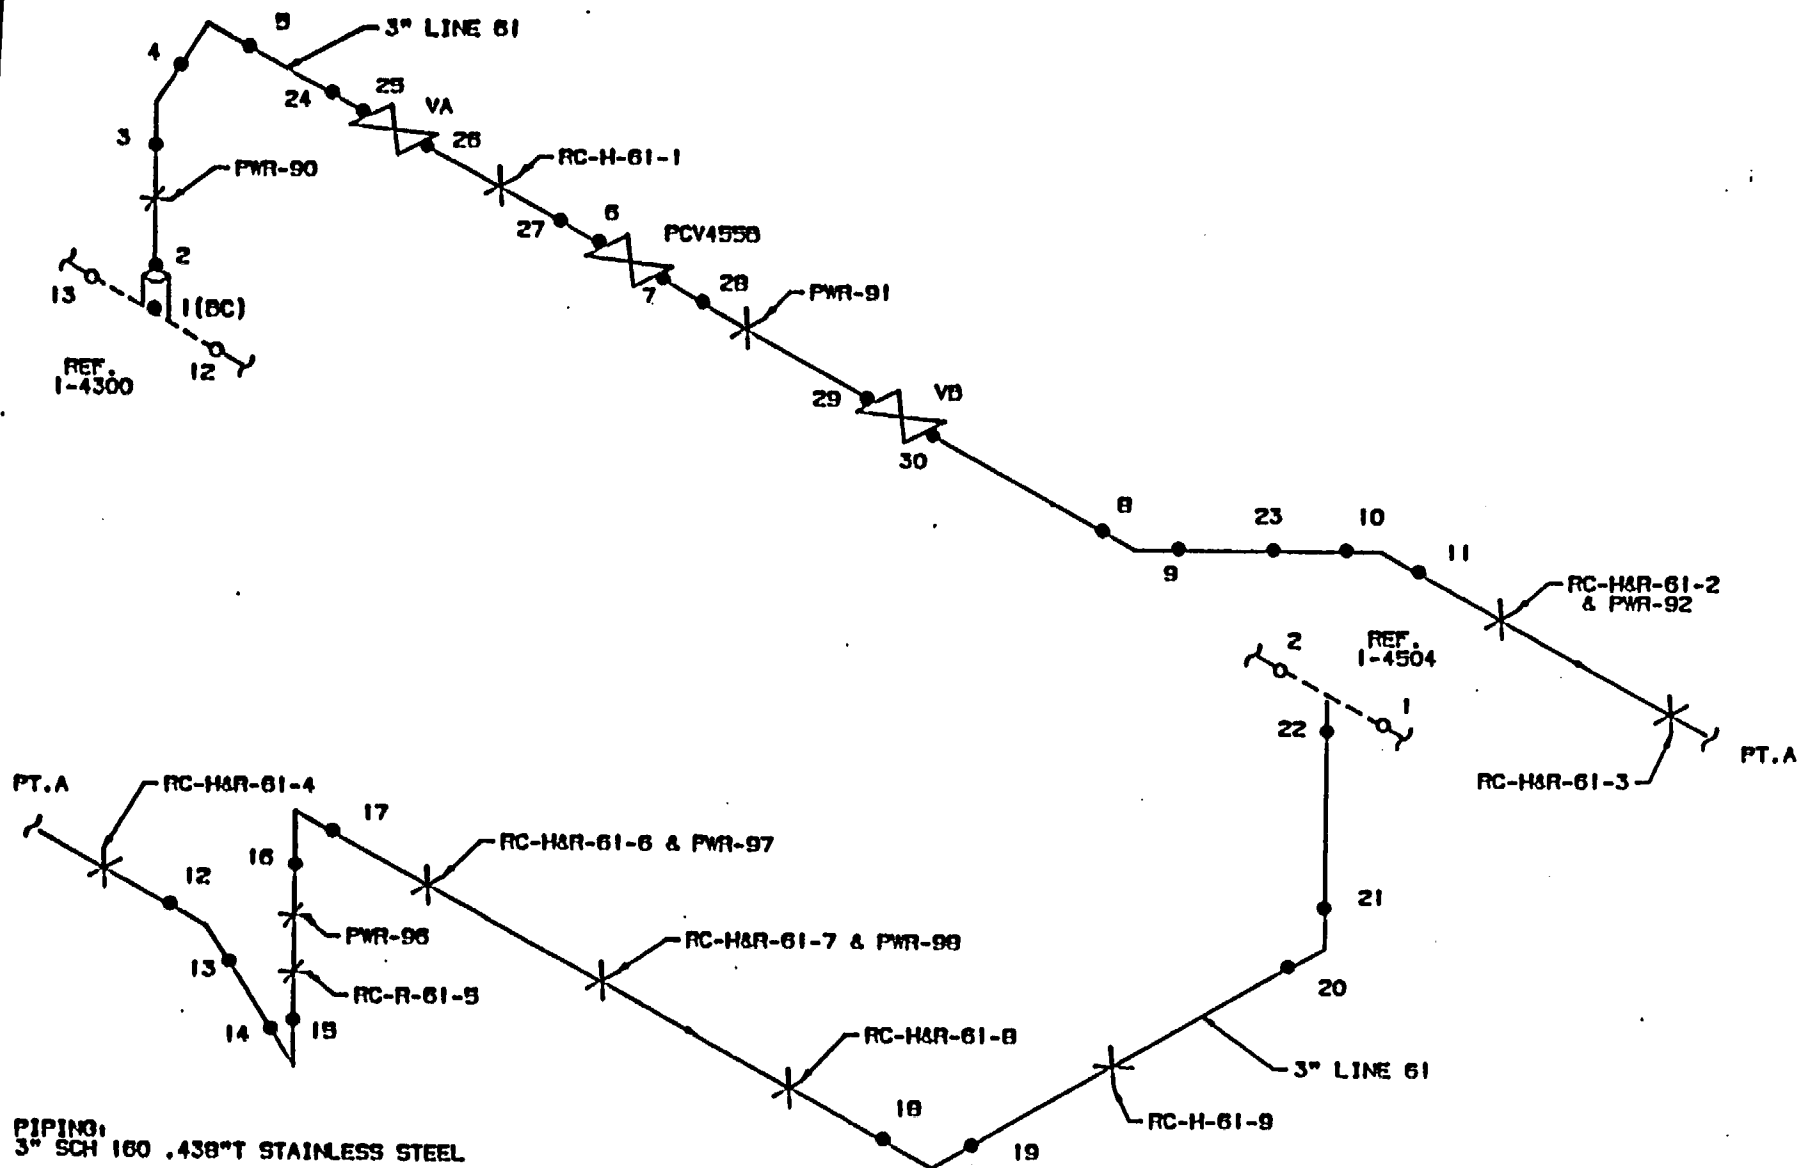 5
3" LINE 61
4
25
24
VA
26
3
RC-H-61-1
PWR-90
6
27
PCV455B
2
28
13
7
1(BC)
PWR-91
REF.
1-4300
12
29
VB
30
8
23
10
11
9
RC-H&R-61-2
& PWR-92
2
REF.
1-4504
1
22
PT.A
RC-H&R-61-3
PT.A
RC-H&R-61-4
17
RC-H&R-61-6 & PWR-97
16
12
21
PWR-96
RC-H&R-61-7 & PWR-98
13
RC-R-61-5
20
14
15
RC-H&R-61-8
3" LINE 61
18
RC-H-61-9
19
PIPING:
3" SCH 160 .438"T STAINLESS STEEL